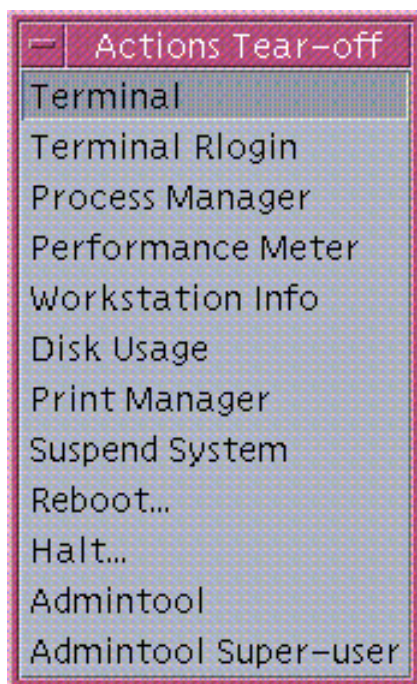 Actions Tear-off
Terminal
Terminal Rlogin
Process Manager
Performance Meter
Workstation Info
Disk Usage
Print Manager
Suspend System
Reboot...
Halt...
Admintool
Admintool Super-user